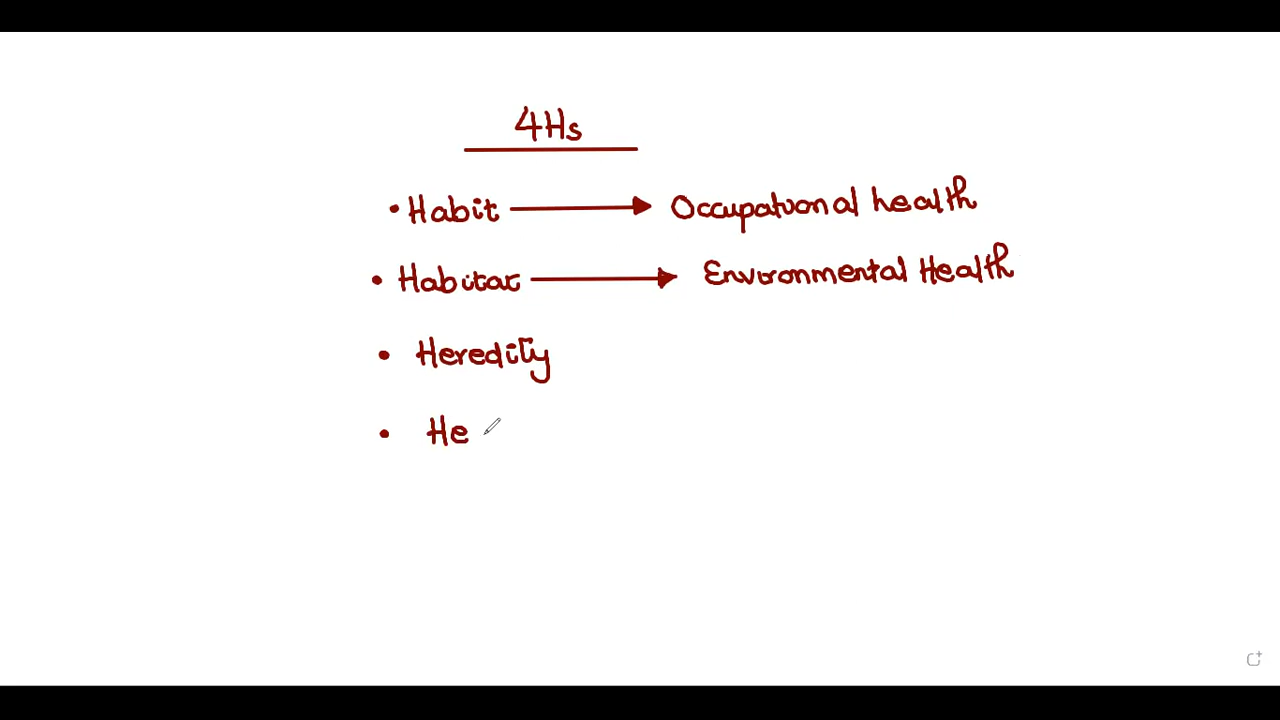 4Hs
• Habit → Occupational health
• Habitat → Environmental Health
• Heredity
• He